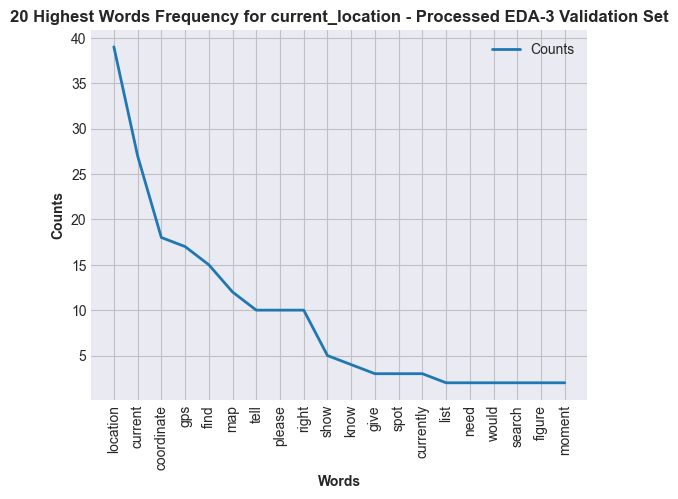 20 Highest Words Frequency for current_location - Processed EDA-3 Validation Set
Counts
40
35
30
25
20
15
10
5
Counts
location
current
coordinate
gps
find
map
tell
please
right
show
know
give
spot
currently
list
need
would
search
figure
moment
Words